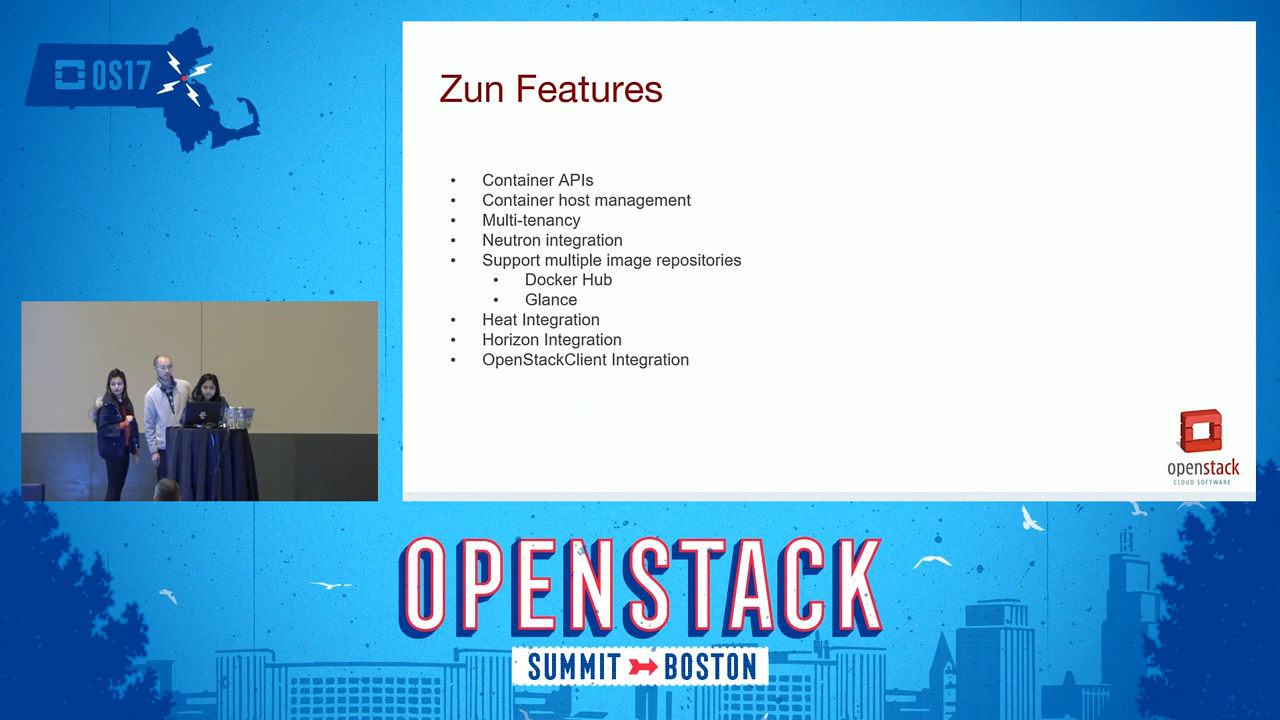 OS17
Zun Features
• Container APIs
• Container host management
• Multi-tenancy
• Neutron integration
• Support multiple image repositories
• Docker Hub
• Glance
• Heat Integration
• Horizon Integration
• OpenStackClient Integration
openstack
CLOUD SOFTWARE
OPENSTACK
SUMMIT BOSTON